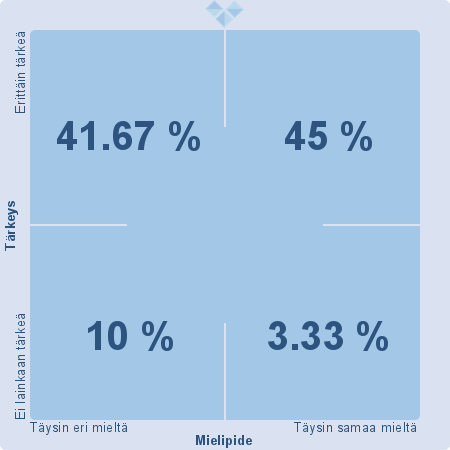 Erittäin tärkeä
41.67 %
45 %
Tärkeys
10 %
3.33 %
Ei lainkaan tärkeä
Täysin eri mieltä
Täysin samaa mieltä
Mielipide